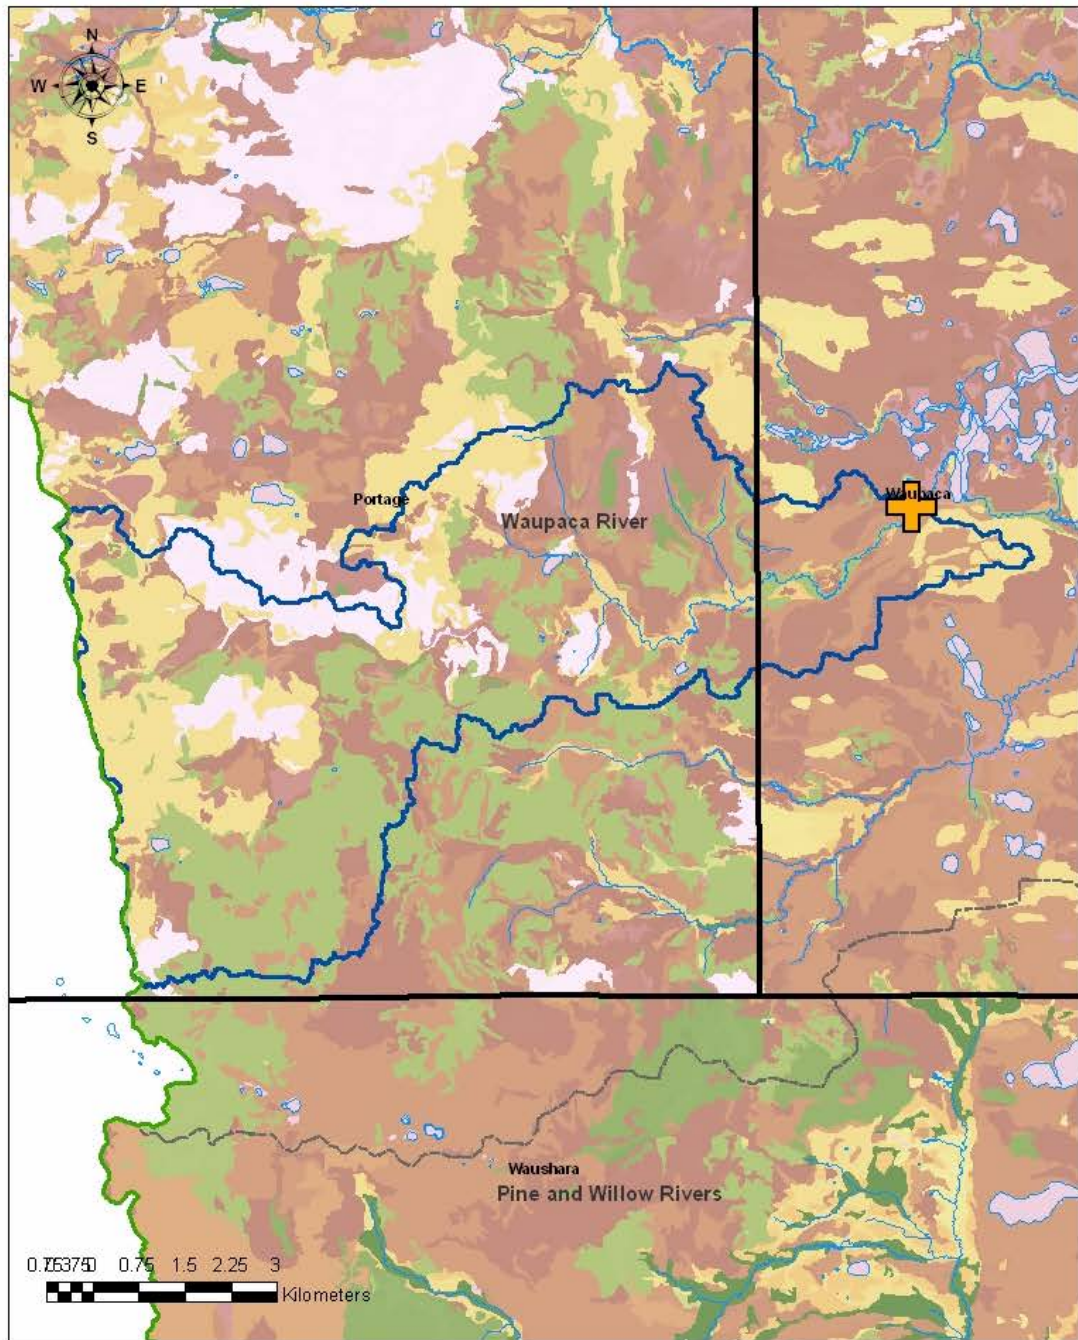 N
W E
S
Portage
Waupaca
Waupaca River
Waushara
Pine and Willow Rivers
0.75 1.5 2.25 3
Kilometers